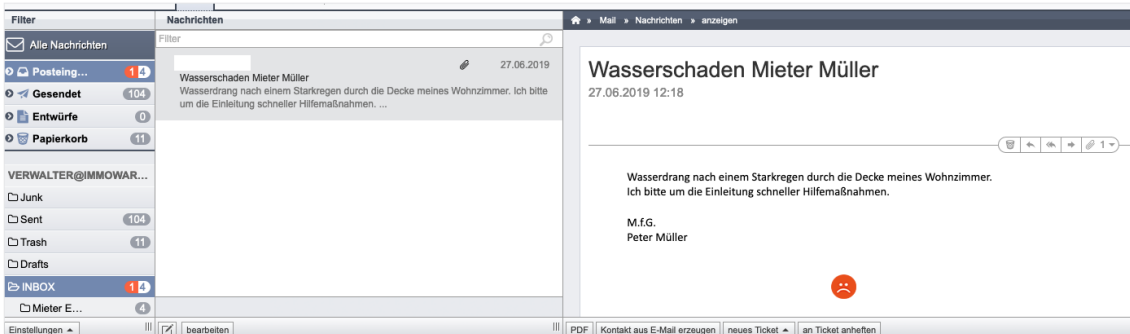 Filter
Alle Nachrichten
Posteing... 1 4
Gesendet 104
Entwürfe 0
Papierkorb 11
VERWALTER@IMMOWAR...
Junk
Sent 104
Trash 11
Drafts
INBOX 1 4
Mieter E... 4
Einstellungen
Nachrichten
Filter
27.06.2019
Wasserschaden Mieter Müller
Wasserdrang nach einem Starkregen durch die Decke meines Wohnzimmer. Ich bitte
um die Einleitung schneller Hilfemaßnahmen. ...
bearbeiten
Mail » Nachrichten » anzeigen
Wasserschaden Mieter Müller
27.06.2019 12:18
1
Wasserdrang nach einem Starkregen durch die Decke meines Wohnzimmer.
Ich bitte um die Einleitung schneller Hilfemaßnahmen.
M.f.G.
Peter Müller
PDF Kontakt aus E-Mail erzeugen neues Ticket an Ticket anheften